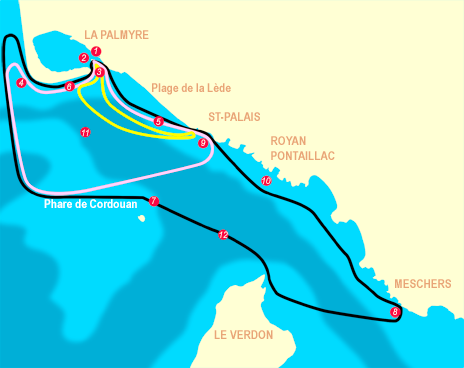 LA PALMYRE
1
2
3
4
6
Plage de la Lède
5
ST-PALAIS
11
9
ROYAN
PONTAILLAC
10
Phare de Cordouan
7
12
MESCHERS
8
LE VERDON